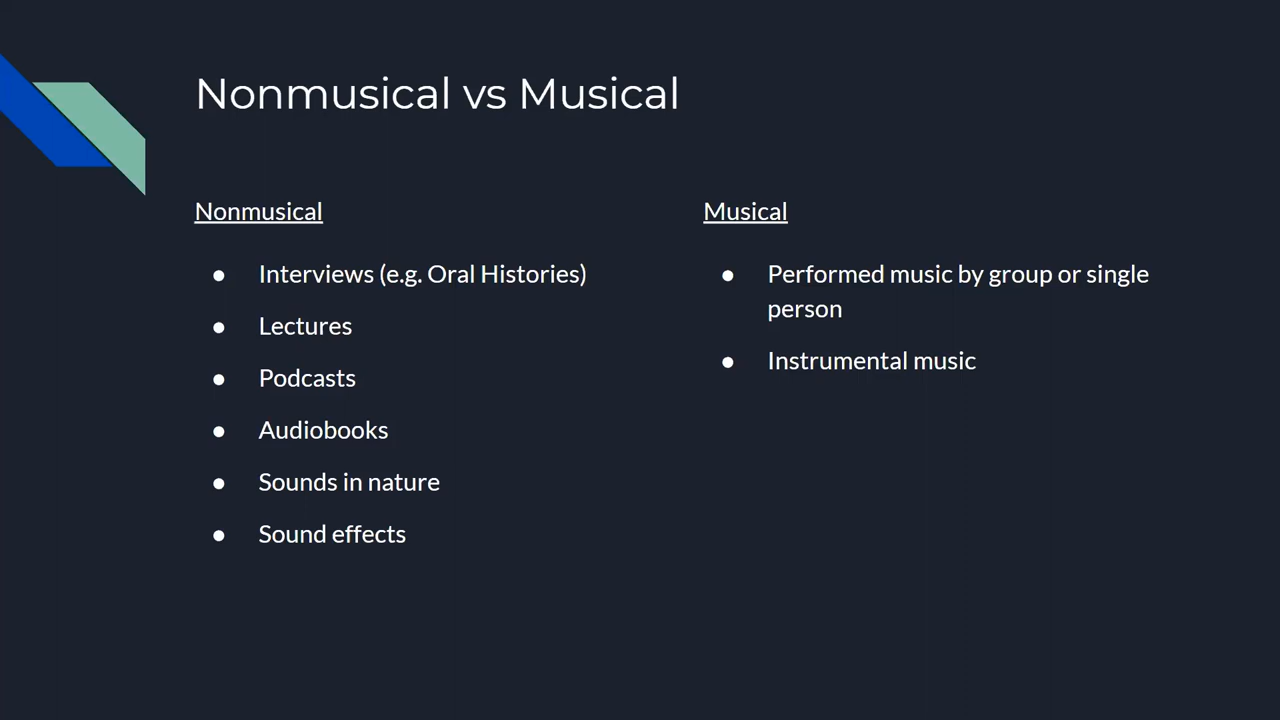 Nonmusical vs Musical
Nonmusical
● Interviews (e.g. Oral Histories)
● Lectures
● Podcasts
● Audiobooks
● Sounds in nature
● Sound effects
Musical
● Performed music by group or single
person
● Instrumental music